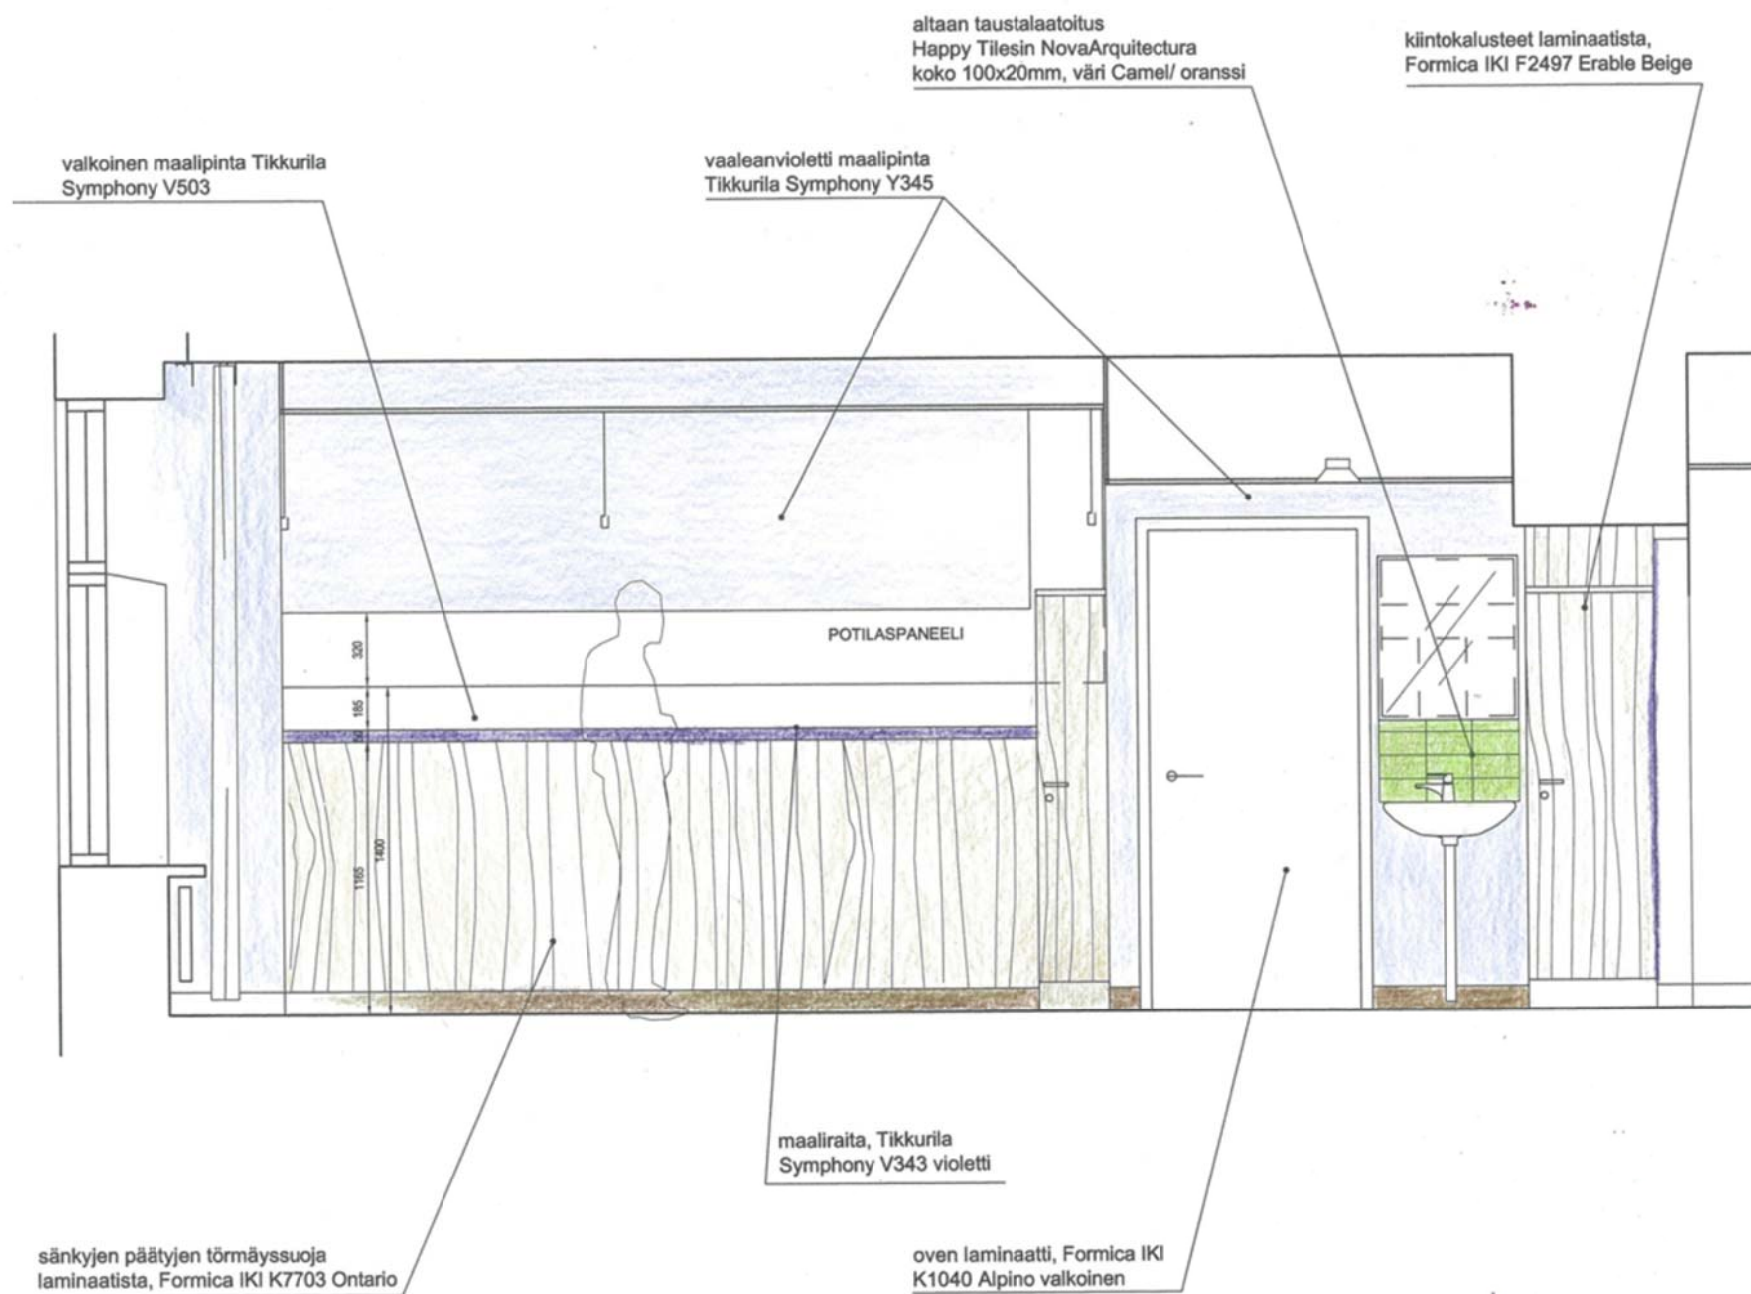 altaan taustalaatoitus
Happy Tilesin NovaArquitectura
koko 100x20mm, väri Camel/ oranssi
kiintokalusteet laminaatista,
Formica IKI F2497 Erable Beige
valkoinen maalipinta Tikkurila
Symphony V503
vaaleanvioletti maalipinta
Tikkurila Symphony Y345
POTILASPANEELI
320
185
50
1165
1400
maaliraita, Tikkurila
Symphony V343 violetti
sänkyjen päätyjen törmäyssuoja
laminaatista, Formica IKI K7703 Ontario
oven laminaatti, Formica IKI
K1040 Alpino valkoinen